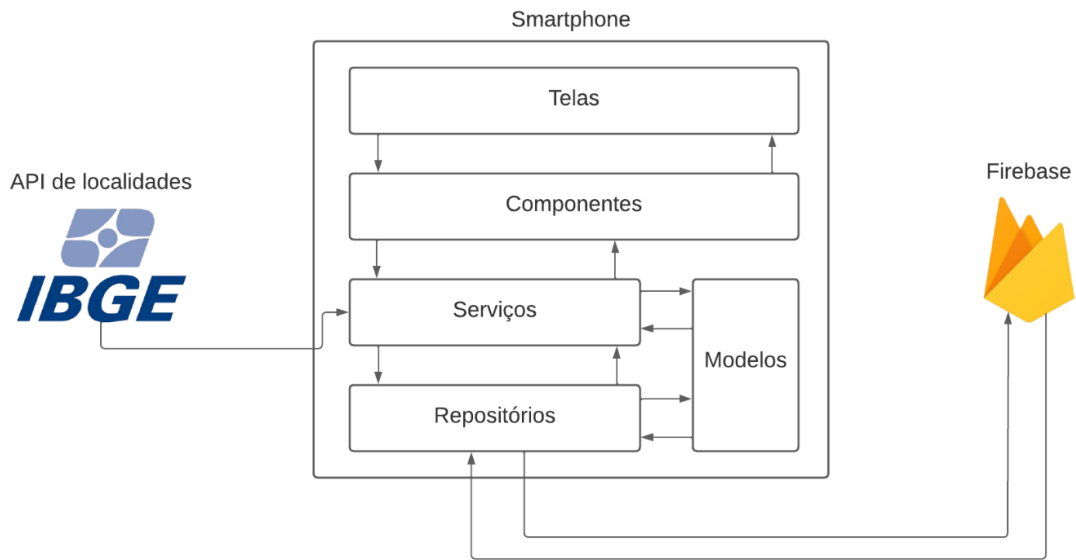 Smartphone
Telas
API de localidades
Firebase
Componentes
IBGE
Serviços
Modelos
Repositórios